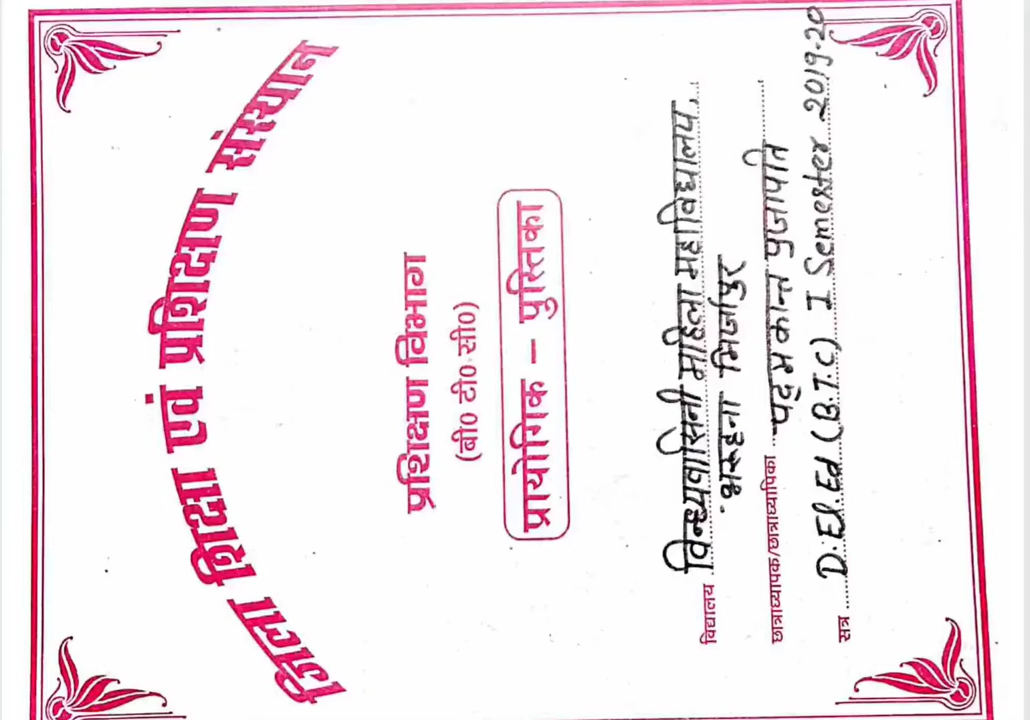 जिला शिक्षा एवं प्रशिक्षण संस्थान
प्रशिक्षण विभाग
(बी० टी० सी०)
प्रायोगिक – पुस्तिका
विद्यालय विन्ध्यवासिनी महिला महाविद्यालय,
भरूहना मिर्जापुर
छात्राध्यापक/छात्राध्यापिका पद्म कान्त प्रजापति
सत्र D.El.Ed (B.T.C) I Semester 2019-20